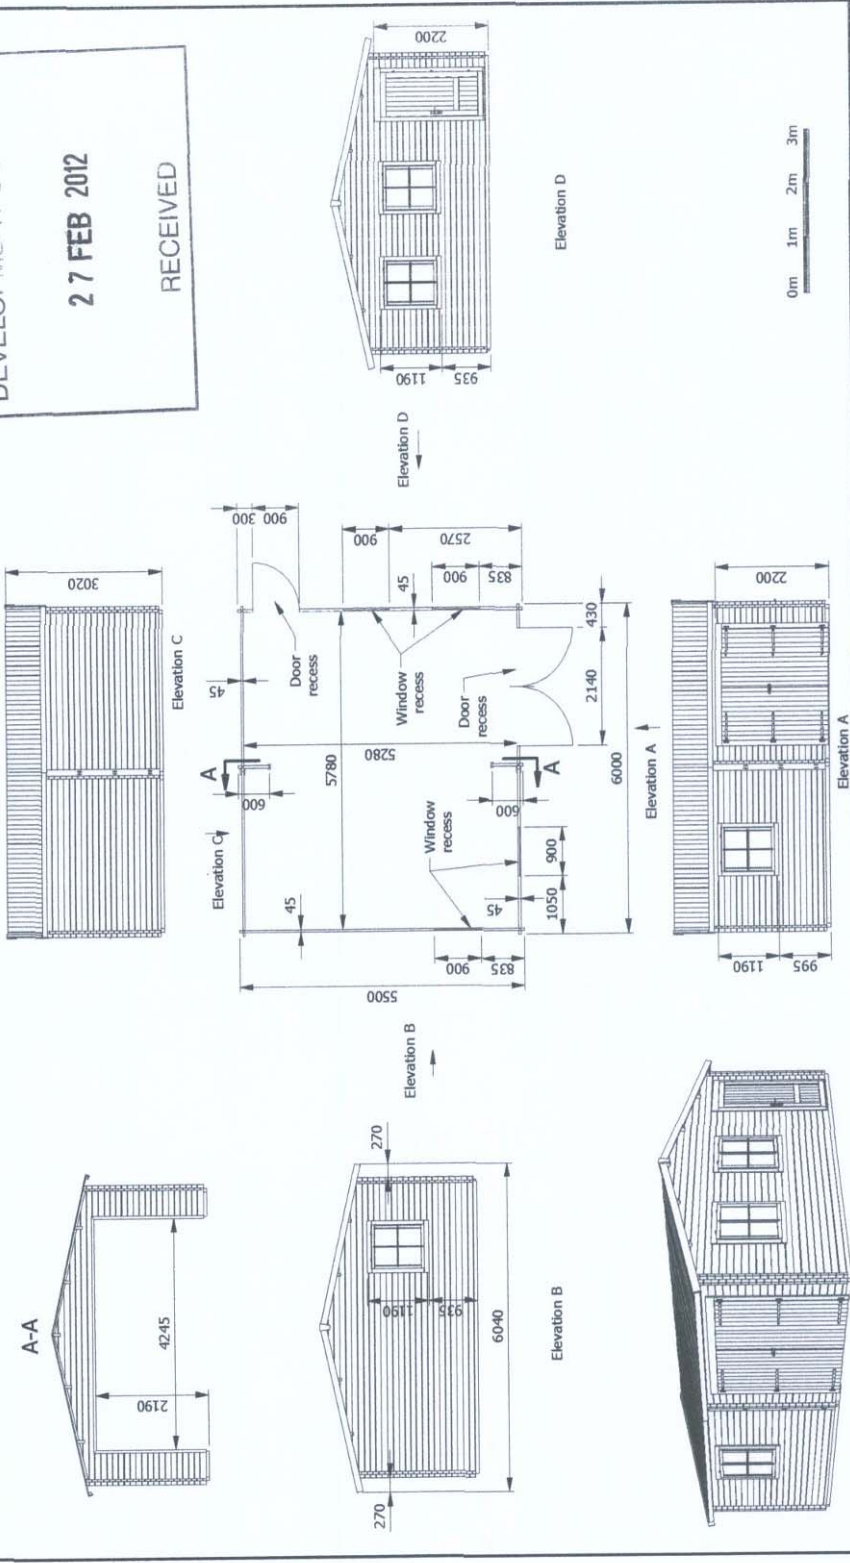 27 FEB 2012
RECEIVED
A-A
4245
2190
3020
Elevation C
2200
Elevation D
1190
935
Elevation D
Elevation C
A
600
45
Door
recess
300
900
45
900
2570
900
835
5780
5280
Window
recess
Door
recess
5500
45
900
835
Window
recess
45
600
A
1050
900
2140
430
6000
Elevation B
Elevation A
270
1190
935
270
6040
Elevation B
2200
1190
995
Elevation A
0m 1m 2m 3m